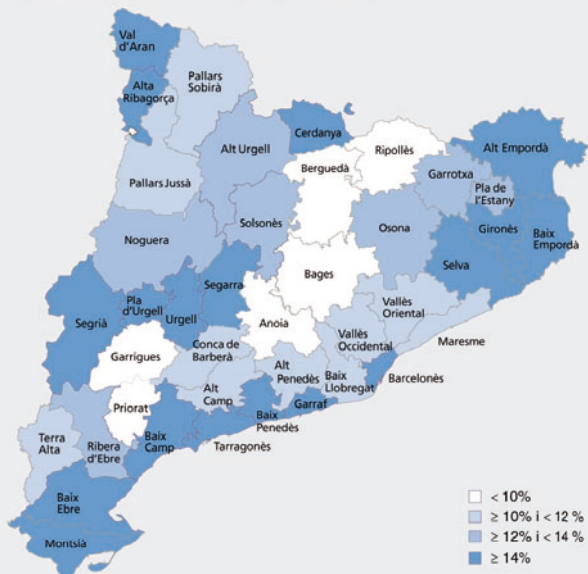 Val
d'Aran
Alta
Ribagorça
Pallars
Sobirà
Cerdanya
Alt Urgell
Ripollès
Berguedà
Alt Empordà
Garrotxa
Pla de
l'Estany
Pallars Jussà
Solsonès
Noguera
Osona
Gironès
Baix
Empordà
Selva
Bages
Segarra
Pla
d'Urgell
Urgell
Segrià
Anoia
Vallès
Oriental
Vallès
Occidental
Maresme
Garrigues
Conca de
Barberà
Alt
Penedès
Baix
Llobregat
Barcelonès
Alt
Camp
Priorat
Garraf
Baix
Penedès
Terra
Alta
Ribera
d'Ebre
Baix
Camp
Tarragonès
Baix
Ebre
Montsià
< 10%
≥ 10% i < 12 %
≥ 12% i < 14 %
≥ 14%